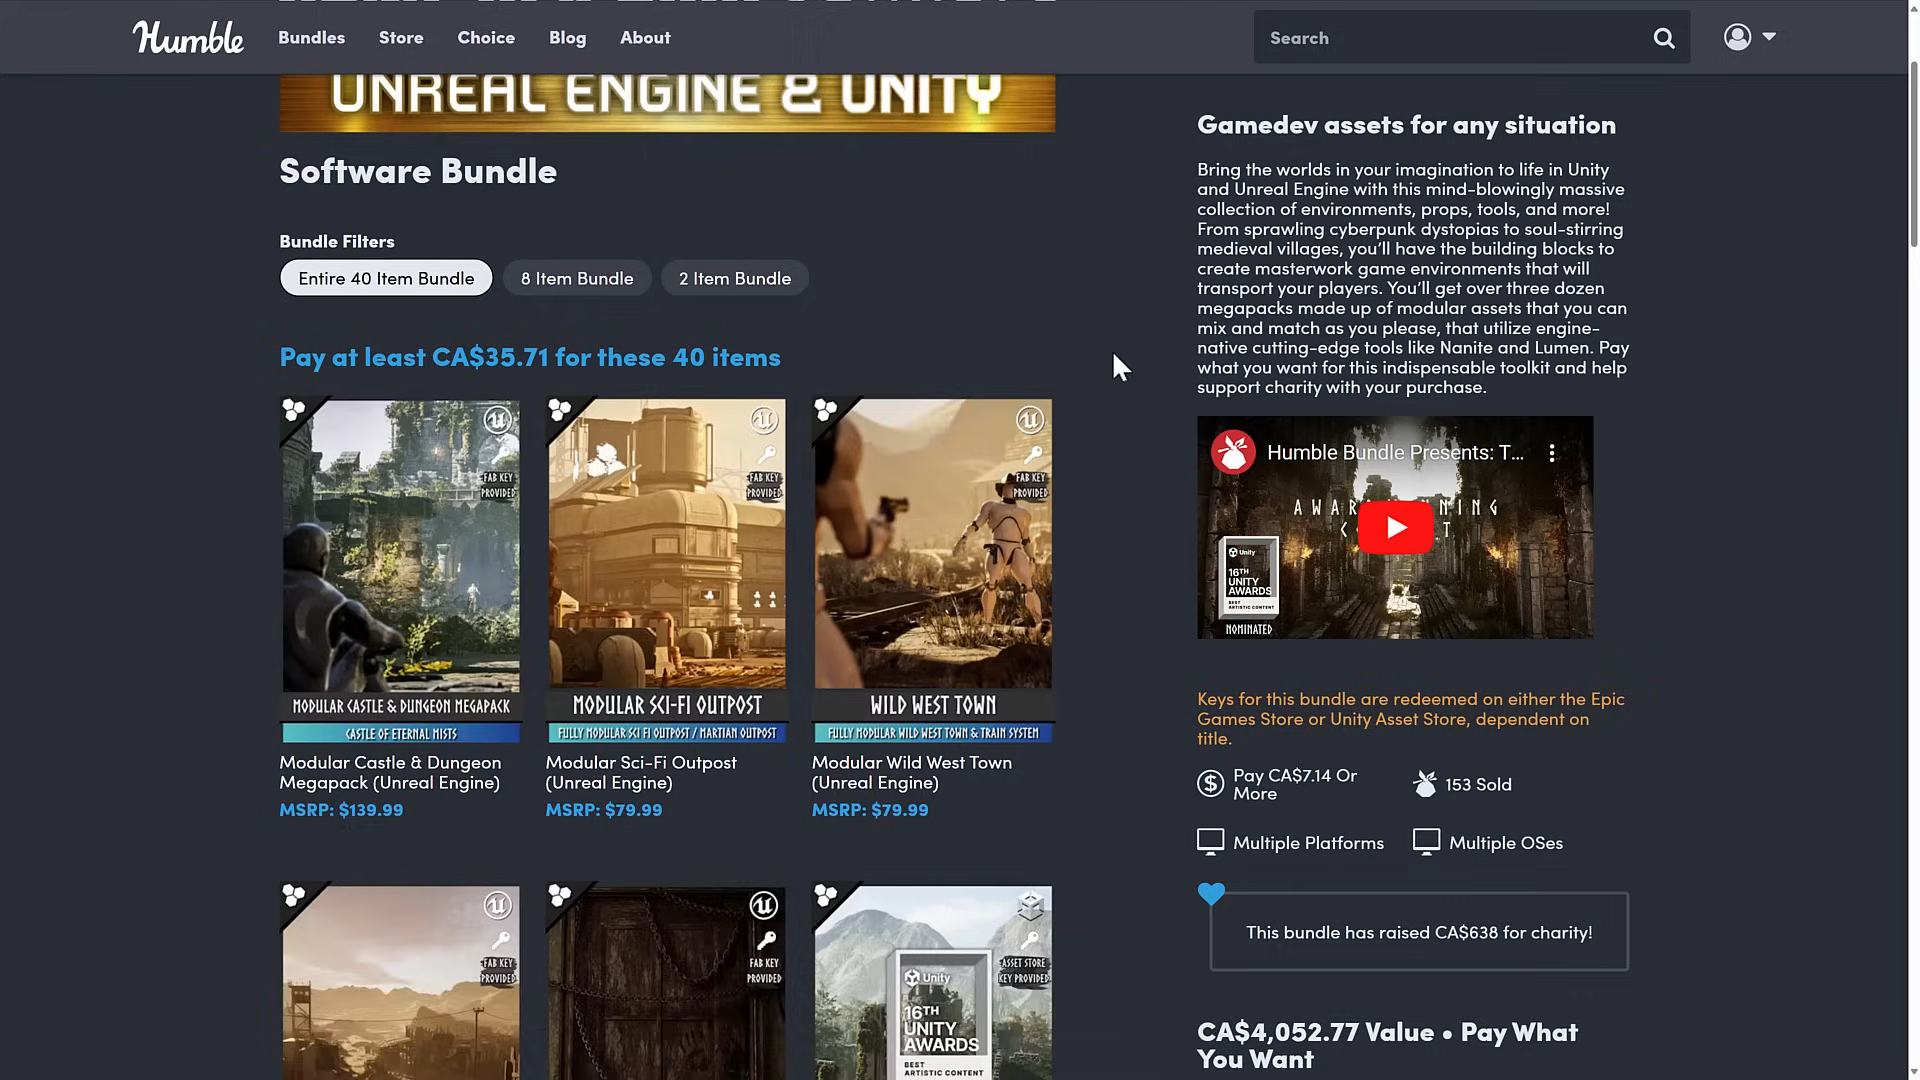 Humble
Bundles
Store
Choice
Blog
About
Search
UNREAL ENGINE & UNITY
Software Bundle
Bundle Filters
Entire 40 Item Bundle
8 Item Bundle
2 Item Bundle
Pay at least CA$35.71 for these 40 items
FAB KEY
PROVIDED
MODULAR CASTLE & DUNGEON MEGAPACK
CASTLE OF ETERNAL MISTS
Modular Castle & Dungeon
Megapack (Unreal Engine)
MSRP: $139.99
FAB KEY
PROVIDED
MODULAR SCI-FI OUTPOST
FULLY MODULAR SCI FI OUTPOST / MARTIAN OUTPOST
Modular Sci-Fi Outpost
(Unreal Engine)
MSRP: $79.99
FAB KEY
PROVIDED
WILD WEST TOWN
FULLY MODULAR WILD WEST TOWN & TRAIN SYSTEM
Modular Wild West Town
(Unreal Engine)
MSRP: $79.99
FAB KEY
PROVIDED
FAB KEY
PROVIDED
ASSET STORE
KEY PROVIDED
Unity
16TH
UNITY
AWARDS
BEST
ARTISTIC CONTENT
Gamedev assets for any situation
Bring the worlds in your imagination to life in Unity
and Unreal Engine with this mind-blowingly massive
collection of environments, props, tools, and more!
From sprawling cyberpunk dystopias to soul-stirring
medieval villages, you'll have the building blocks to
create masterwork game environments that will
transport your players. You'll get over three dozen
megapacks made up of modular assets that you can
mix and match as you please, that utilize engine-
native cutting-edge tools like Nanite and Lumen. Pay
what you want for this indispensable toolkit and help
support charity with your purchase.
Humble Bundle Presents: T...
Unity
16TH
UNITY
AWARDS
BEST
ARTISTIC CONTENT
NOMINATED
Keys for this bundle are redeemed on either the Epic
Games Store or Unity Asset Store, dependent on
title.
Pay CA$7.14 Or
More
153 Sold
Multiple Platforms
Multiple OSes
This bundle has raised CA$638 for charity!
CA$4,052.77 Value • Pay What
You Want